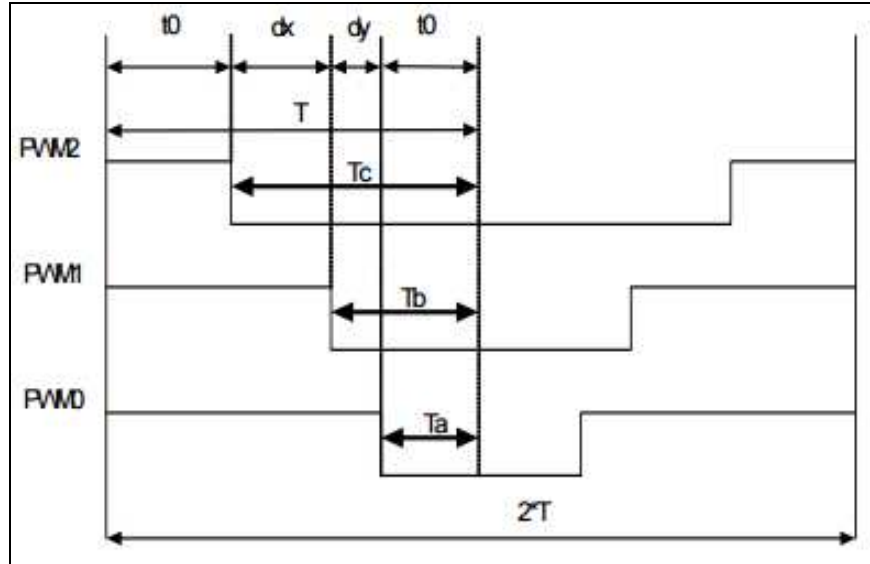 t0 dx dy t0
T
PWM2
Tc
PWM1
Tb
PWM0
Ta
2*T